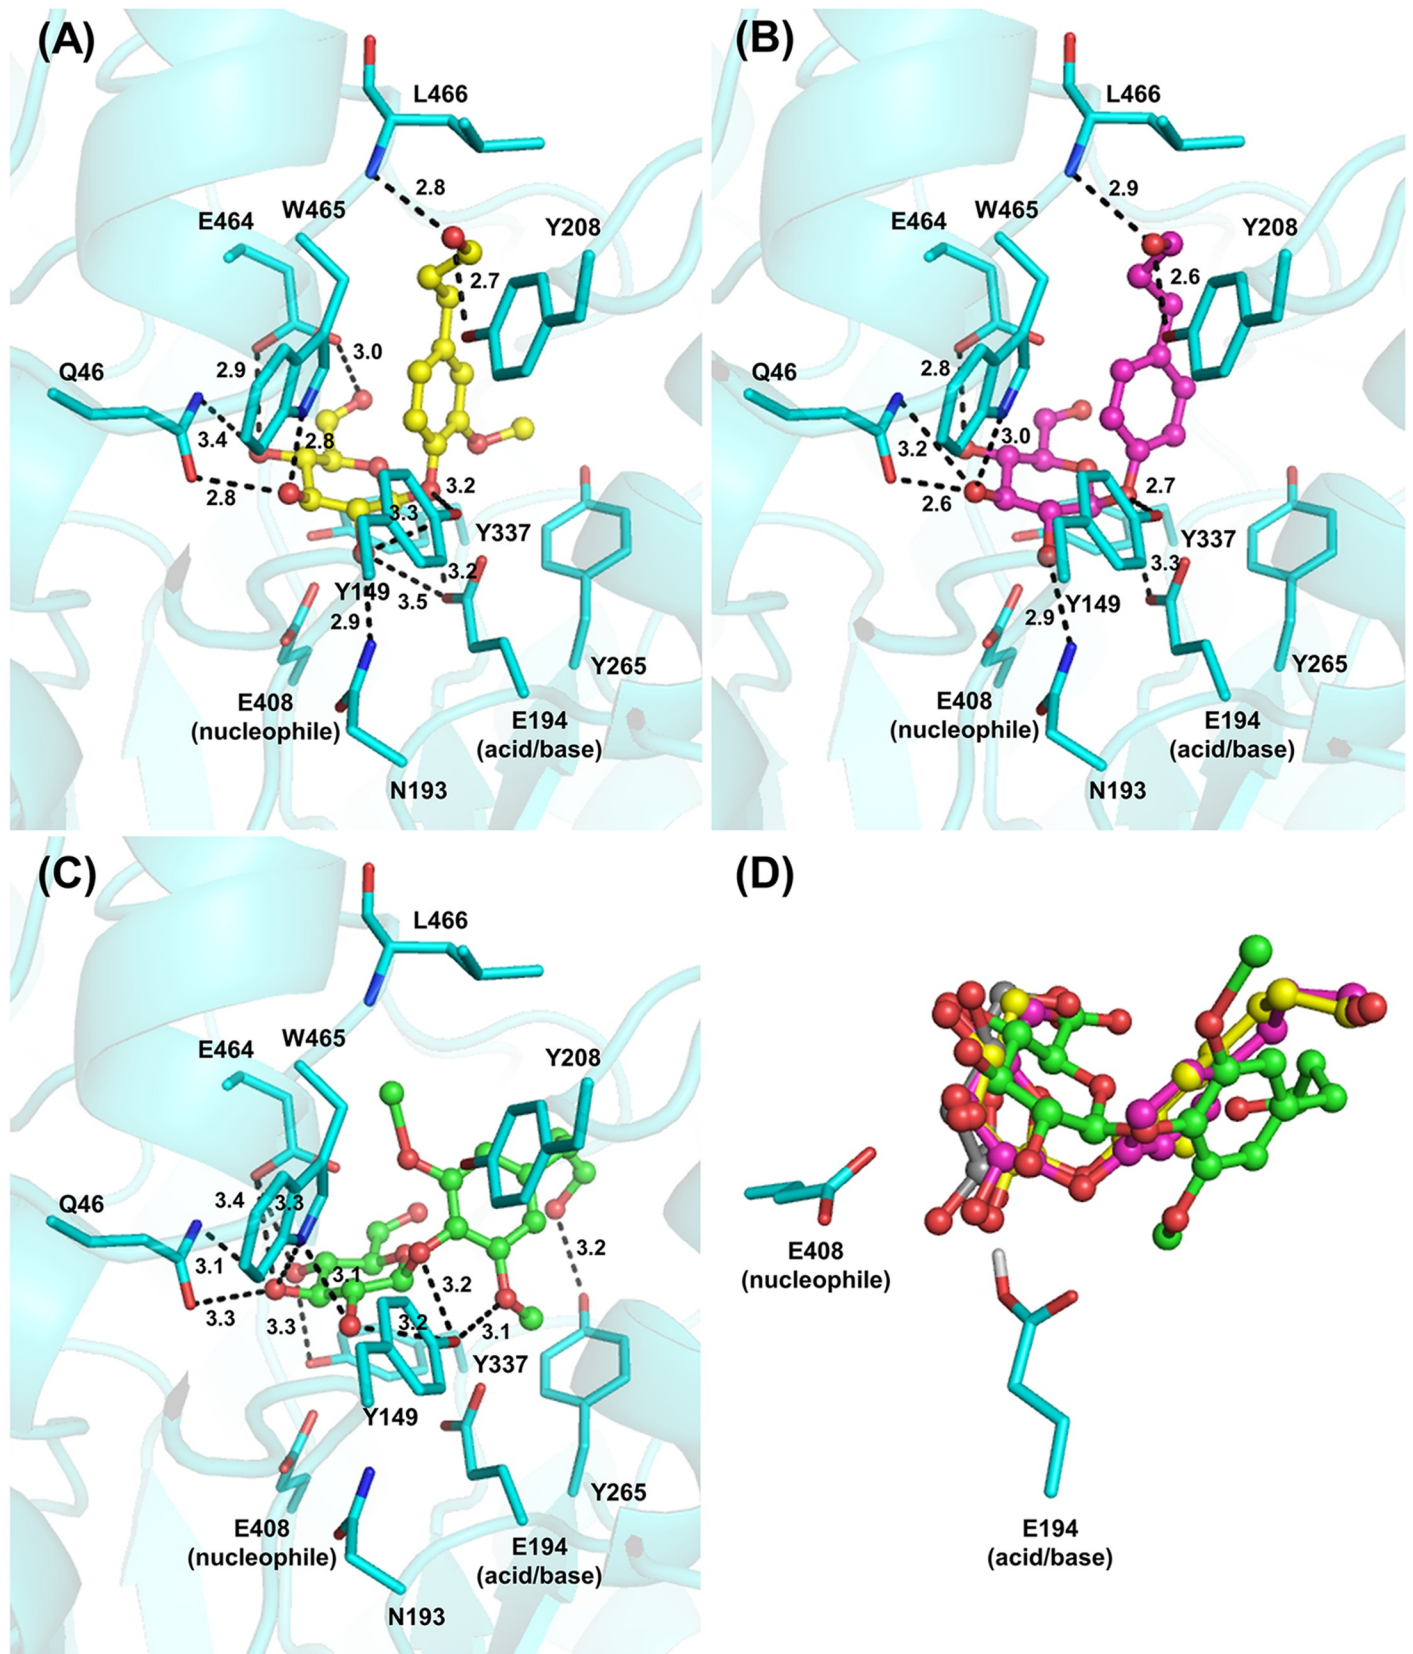 (A)
L466
2.8
W465
E464
Y208
2.7
3.0
2.9
Q46
3.4
2.8
2.8
3.2
3.3
Y337
3.2
Y149
3.5
2.9
Y265
E408
(nucleophile)
E194
(acid/base)
N193
(B)
L466
2.9
W465
E464
Y208
2.6
2.8
Q46
3.0
3.2
2.6
2.7
Y337
3.3
Y149
2.9
Y265
E408
(nucleophile)
E194
(acid/base)
N193
(C)
L466
W465
E464
Y208
3.4
3.3
Q46
3.1
3.1
3.2
3.2
3.3
3.3
3.2
3.1
Y337
Y149
Y265
E408
(nucleophile)
E194
(acid/base)
N193
(D)
E408
(nucleophile)
E194
(acid/base)